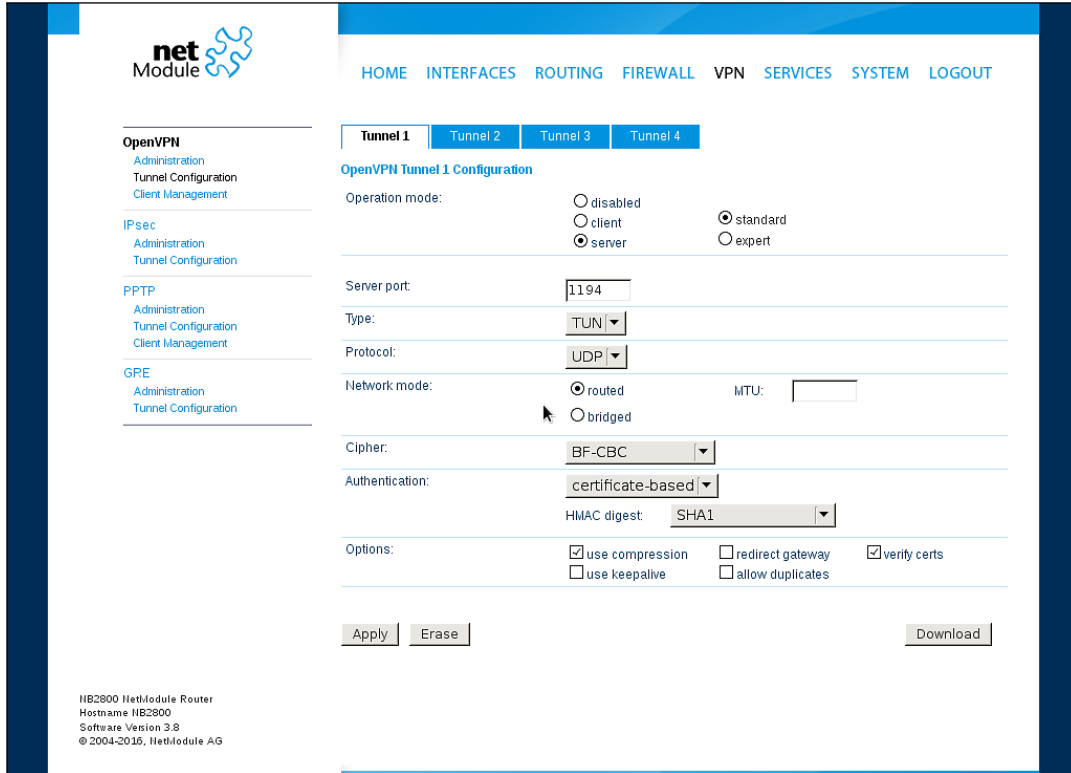 net
Module
HOME INTERFACES ROUTING FIREWALL VPN SERVICES SYSTEM LOGOUT
OpenVPN
Administration
Tunnel Configuration
Client Management
IPsec
Administration
Tunnel Configuration
PPTP
Administration
Tunnel Configuration
Client Management
GRE
Administration
Tunnel Configuration
Tunnel 1 Tunnel 2 Tunnel 3 Tunnel 4
OpenVPN Tunnel 1 Configuration
Operation mode:
disabled
client
server
standard
expert
Server port: 1194
Type: TUN
Protocol: UDP
Network mode: routed MTU:
bridged
Cipher: BF-CBC
Authentication: certificate-based
HMAC digest: SHA1
Options: use compression redirect gateway verify certs
use keepalive allow duplicates
Apply Erase Download
NB2800 NetModule Router
Hostname NB2800
Software Version 3.8
© 2004-2016, NetModule AG